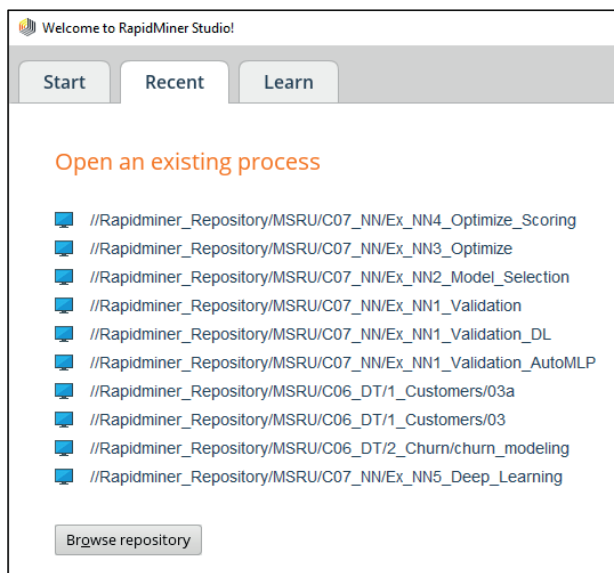 Welcome to RapidMiner Studio!
Start Recent Learn
Open an existing process
//Rapidminer_Repository/MSRU/C07_NN/Ex_NN4_Optimize_Scoring
//Rapidminer_Repository/MSRU/C07_NN/Ex_NN3_Optimize
//Rapidminer_Repository/MSRU/C07_NN/Ex_NN2_Model_Selection
//Rapidminer_Repository/MSRU/C07_NN/Ex_NN1_Validation
//Rapidminer_Repository/MSRU/C07_NN/Ex_NN1_Validation_DL
//Rapidminer_Repository/MSRU/C07_NN/Ex_NN1_Validation_AutoMLP
//Rapidminer_Repository/MSRU/C06_DT/1_Customers/03a
//Rapidminer_Repository/MSRU/C06_DT/1_Customers/03
//Rapidminer_Repository/MSRU/C06_DT/2_Churn/churn_modeling
//Rapidminer_Repository/MSRU/C07_NN/Ex_NN5_Deep_Learning
Browse repository